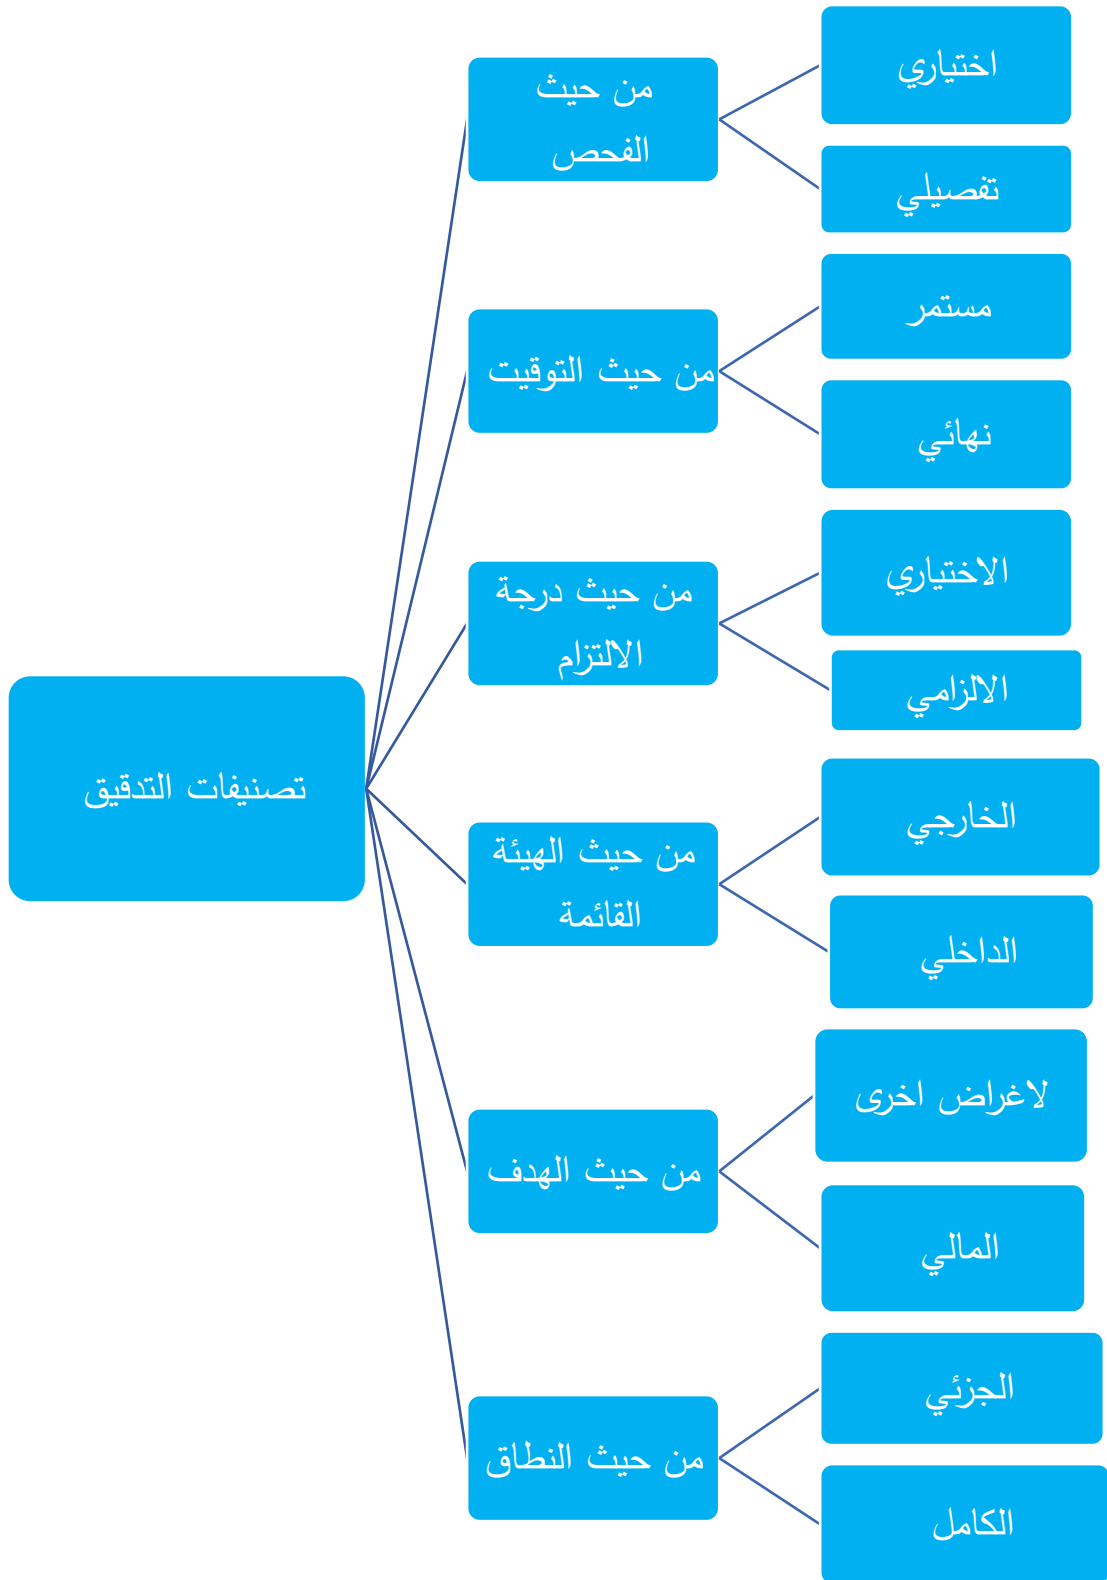 تصنيفات التدقيق
من حيث
الفحص
اختياري
تفصيلي
من حيث التوقيت
مستمر
نهائي
من حيث درجة
الالتزام
الاختياري
الالزامي
من حيث الهيئة
القائمة
الخارجي
الداخلي
من حيث الهدف
لاغراض اخرى
المالي
من حيث النطاق
الجزئي
الكامل